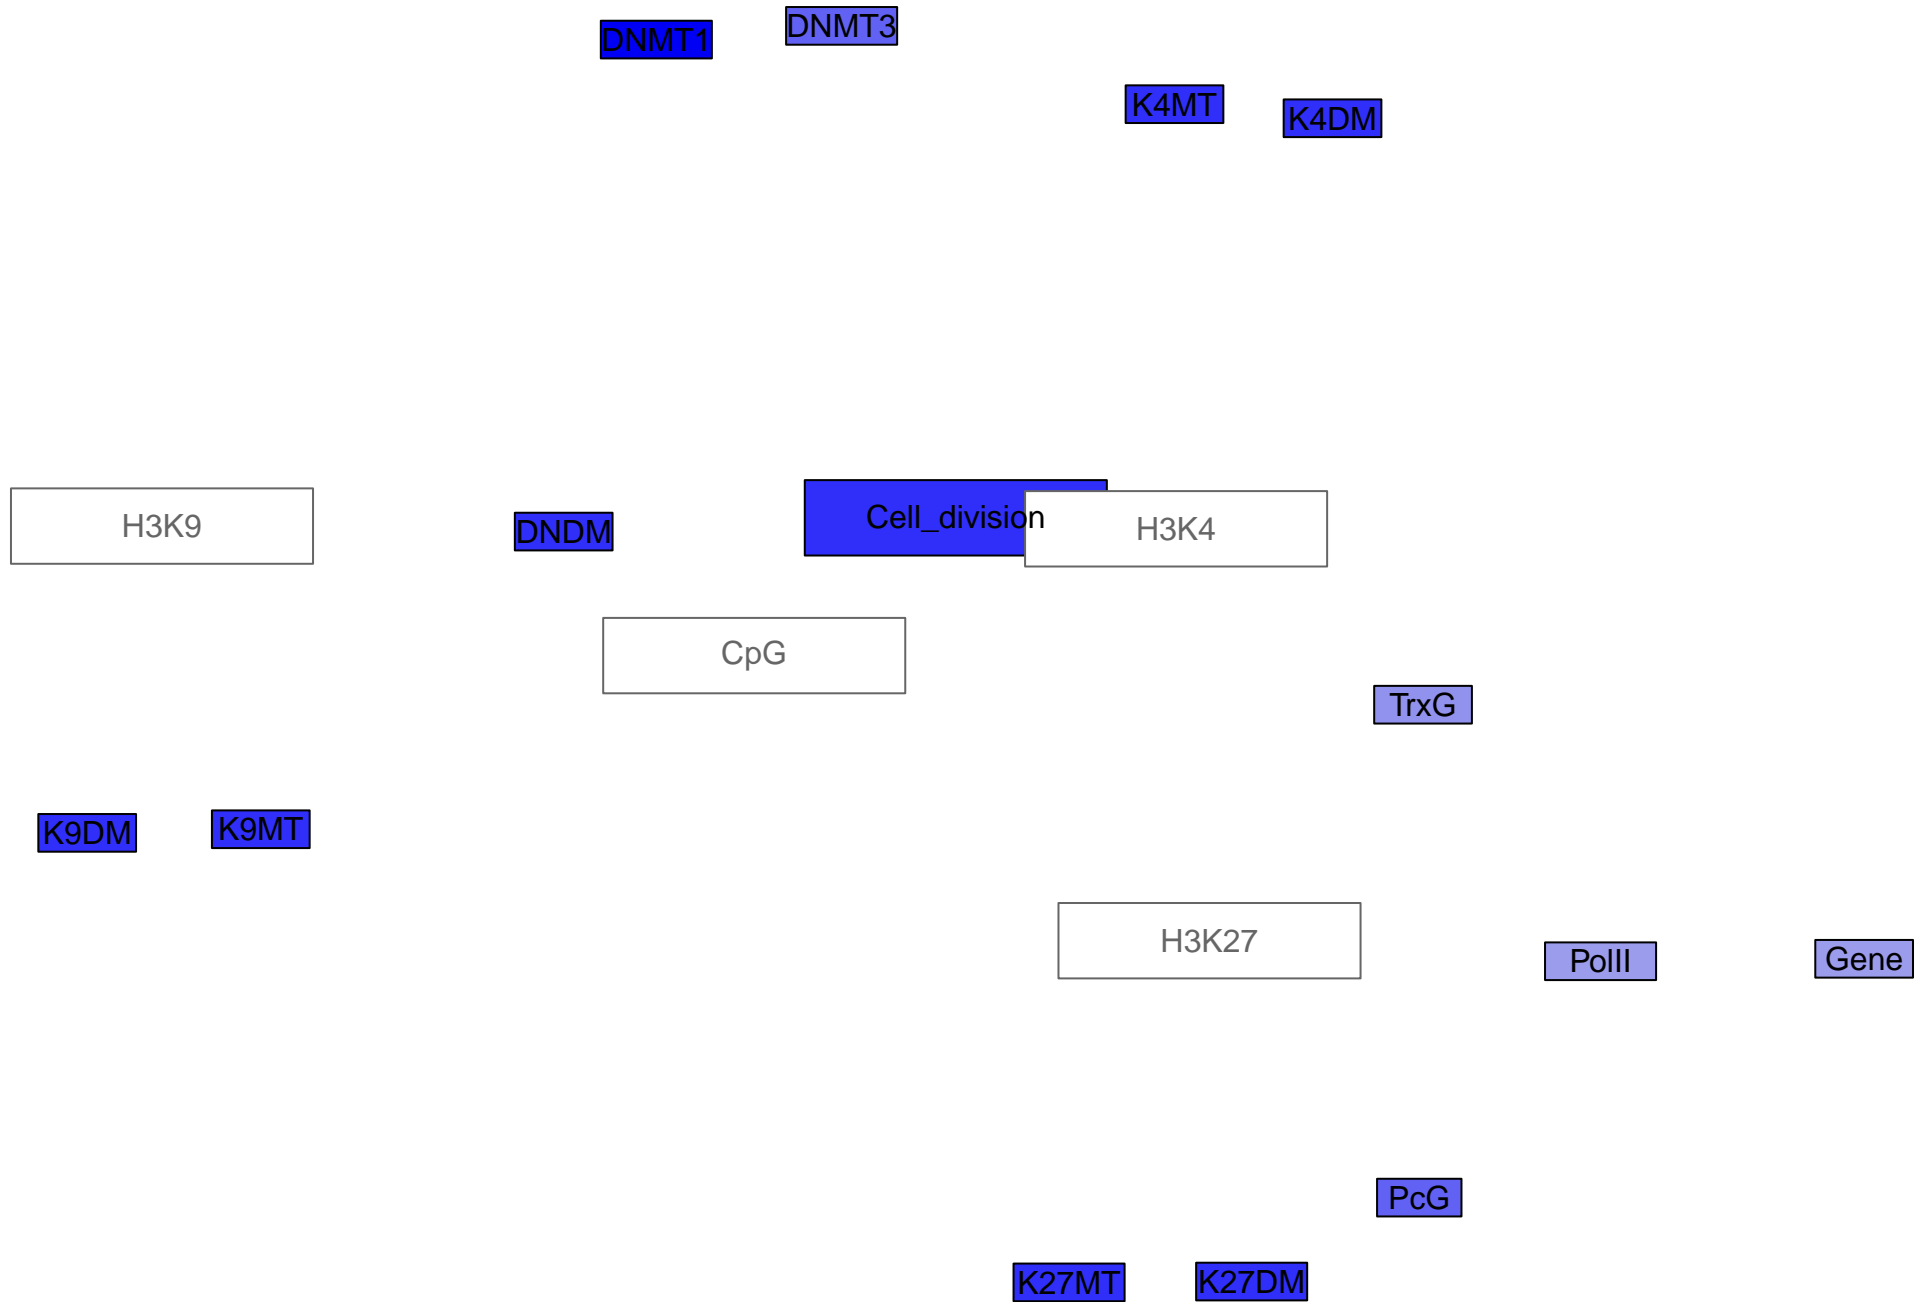 DNMT1
DNMT3
K4MT
K4DM
H3K9
DNDM
Cell_division
H3K4
CpG
TrxG
K9DM
K9MT
H3K27
PolII
Gene
PcG
K27MT
K27DM